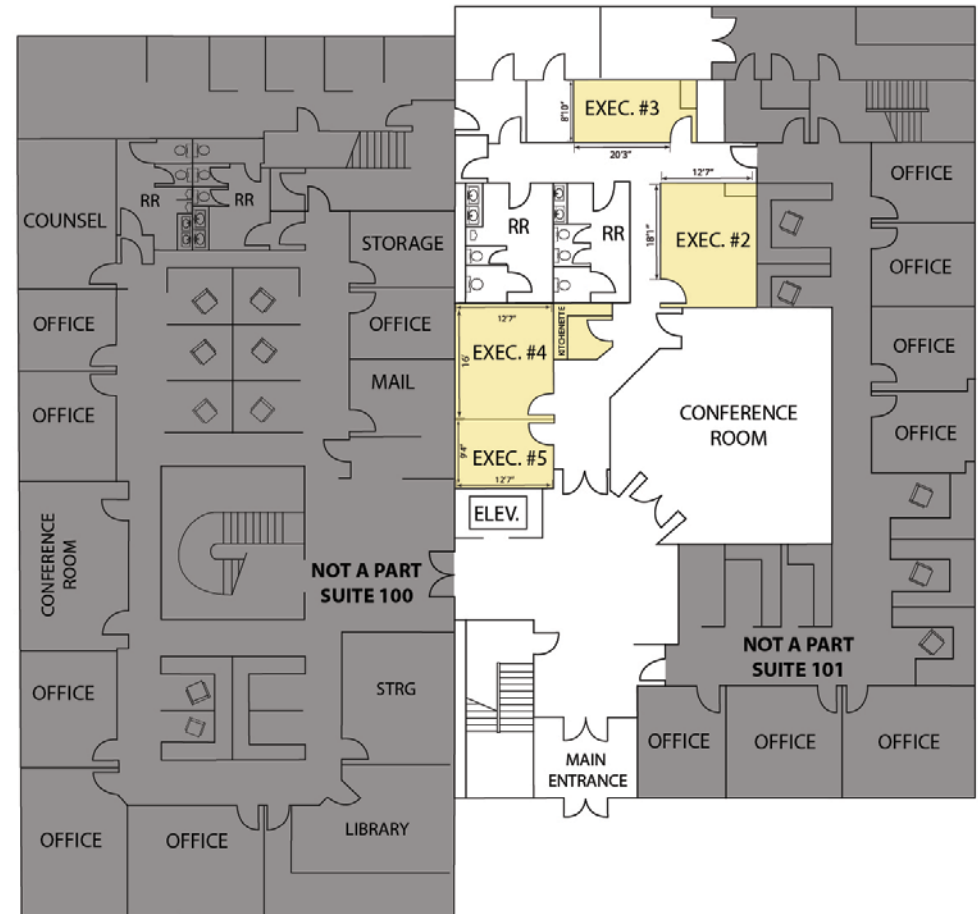 EXEC. #3
8'10"
20'3"
12'7"
OFFICE
COUNSEL
RR
RR
STORAGE
RR
RR
18'1"
EXEC. #2
OFFICE
OFFICE
OFFICE
12'7"
KITCHENETTE
EXEC. #4
16'
OFFICE
MAIL
OFFICE
CONFERENCE
ROOM
OFFICE
9'4"
EXEC. #5
12'7"
ELEV.
CONFERENCE
ROOM
NOT A PART
SUITE 100
NOT A PART
SUITE 101
OFFICE
STRG
OFFICE
OFFICE
OFFICE
MAIN
ENTRANCE
LIBRARY
OFFICE
OFFICE